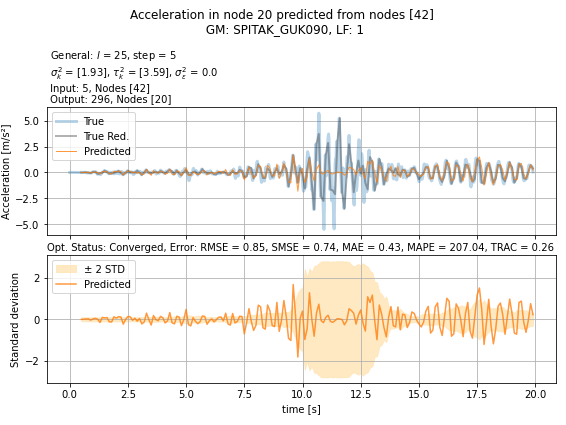 Acceleration in node 20 predicted from nodes [42]
GM: SPITAK_GUK090, LF: 1
General: l = 25, step = 5
σ²ₖ = [1.93], τ²ₖ = [3.59], σ²ε = 0.0
Input: 5, Nodes [42]
Output: 296, Nodes [20]
Acceleration [m/s²]
5.0
2.5
0.0
−2.5
−5.0
True
True Red.
Predicted
Opt. Status: Converged, Error: RMSE = 0.85, SMSE = 0.74, MAE = 0.43, MAPE = 207.04, TRAC = 0.26
Standard deviation
2
0
−2
± 2 STD
Predicted
0.0 2.5 5.0 7.5 10.0 12.5 15.0 17.5 20.0
time [s]